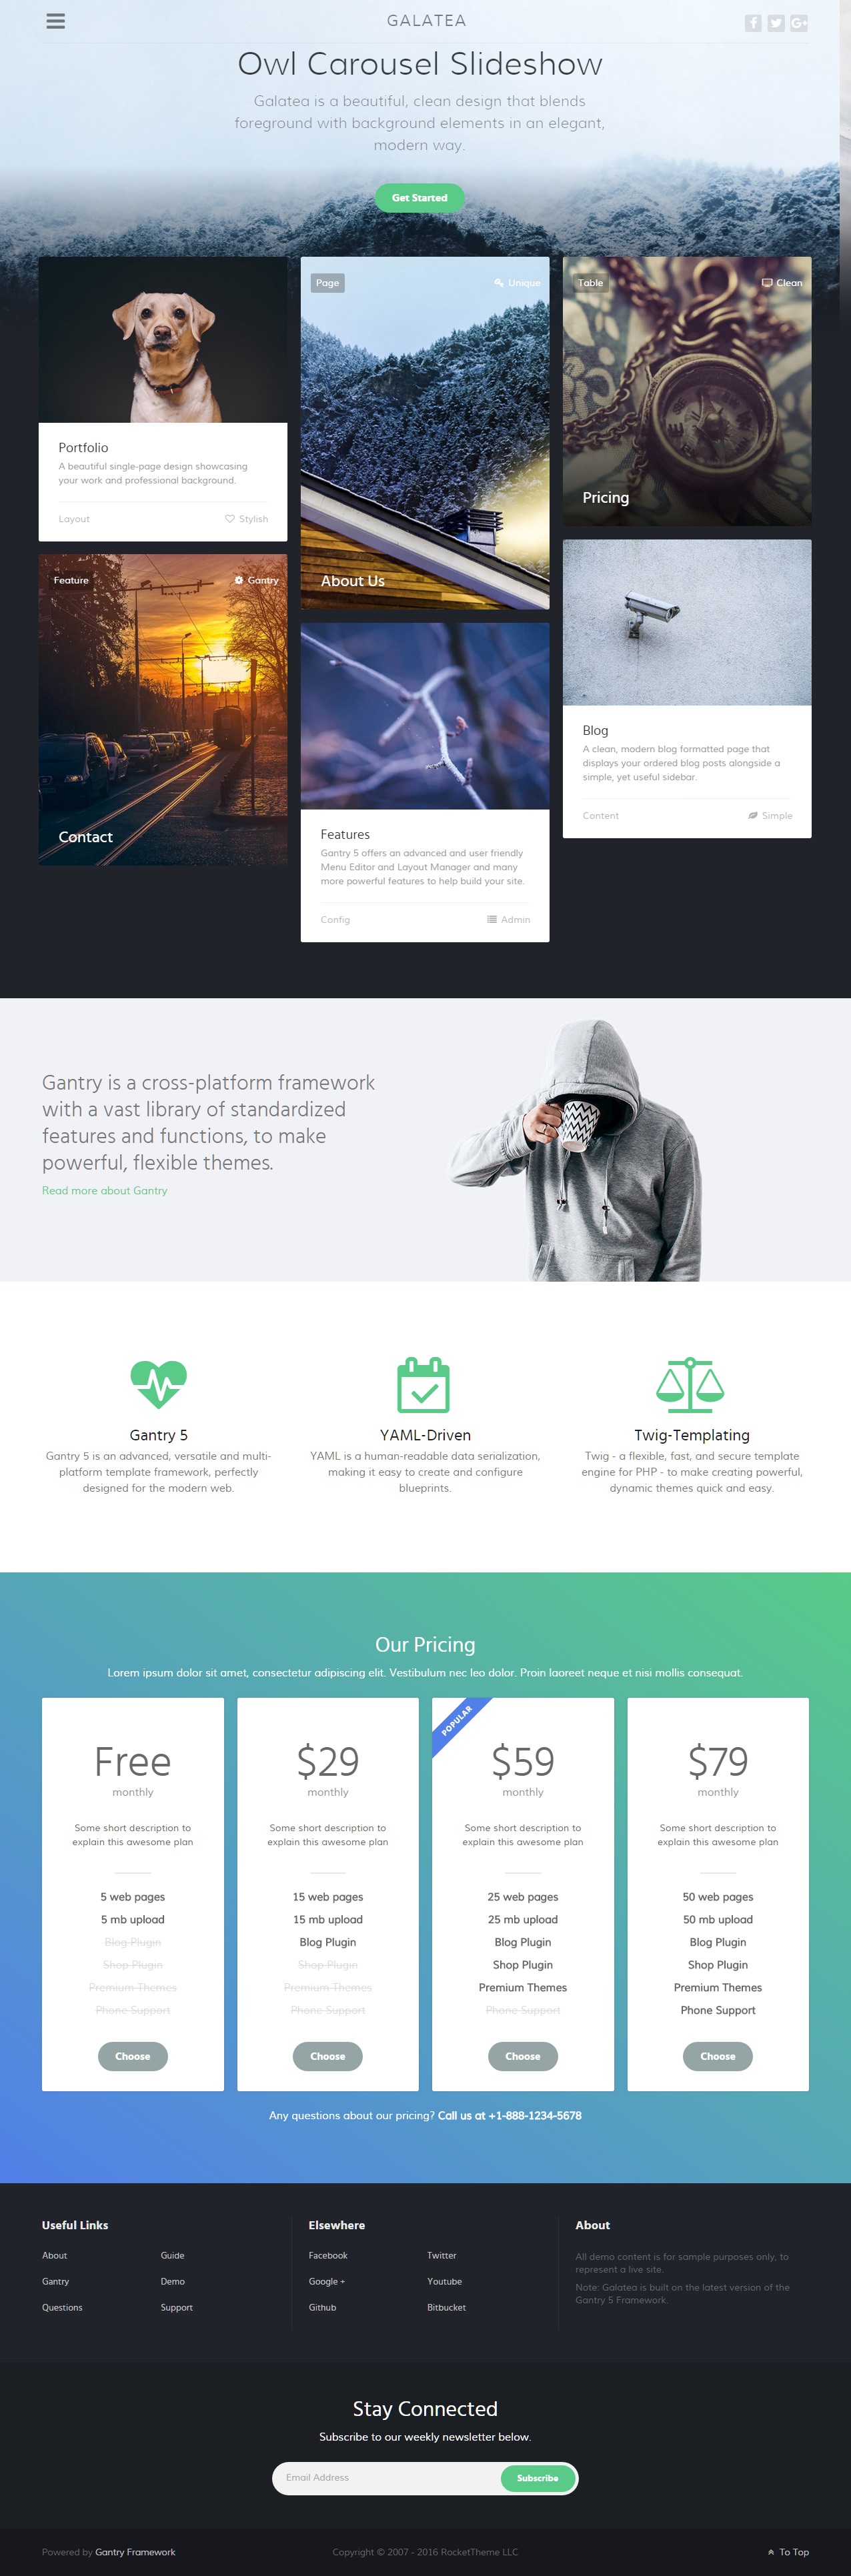 GALATEA
Owl Carousel Slideshow
Galatea is a beautiful, clean design that blends
foreground with background elements in an elegant,
modern way.
Get Started
Portfolio
A beautiful single-page design showcasing
your work and professional background.
Layout
Stylish
Feature
Gantry
Contact
Page
Unique
About Us
Features
Gantry 5 offers an advanced and user friendly
Menu Editor and Layout Manager and many
more powerful features to help build your site.
Config
Admin
Table
Clean
Pricing
Blog
A clean, modern blog formatted page that
displays your ordered blog posts alongside a
simple, yet useful sidebar.
Content
Simple
Gantry is a cross-platform framework
with a vast library of standardized
features and functions, to make
powerful, flexible themes.
Read more about Gantry
Gantry 5
Gantry 5 is an advanced, versatile and multi-
platform template framework, perfectly
designed for the modern web.
YAML-Driven
YAML is a human-readable data serialization,
making it easy to create and configure
blueprints.
Twig-Templating
Twig - a flexible, fast, and secure template
engine for PHP - to make creating powerful,
dynamic themes quick and easy.
Our Pricing
Lorem ipsum dolor sit amet, consectetur adipiscing elit. Vestibulum nec leo dolor. Proin laoreet neque et nisi mollis consequat.
Free
monthly
Some short description to
explain this awesome plan
5 web pages
5 mb upload
Blog Plugin
Shop Plugin
Premium Themes
Phone Support
Choose
$29
monthly
Some short description to
explain this awesome plan
15 web pages
15 mb upload
Blog Plugin
Shop Plugin
Premium Themes
Phone Support
Choose
POPULAR
$59
monthly
Some short description to
explain this awesome plan
25 web pages
25 mb upload
Blog Plugin
Shop Plugin
Premium Themes
Phone Support
Choose
$79
monthly
Some short description to
explain this awesome plan
50 web pages
50 mb upload
Blog Plugin
Shop Plugin
Premium Themes
Phone Support
Choose
Any questions about our pricing? Call us at +1-888-1234-5678
Useful Links
About
Guide
Gantry
Demo
Questions
Support
Elsewhere
Facebook
Twitter
Google +
Youtube
Github
Bitbucket
About
All demo content is for sample purposes only, to
represent a live site.
Note: Galatea is built on the latest version of the
Gantry 5 Framework.
Stay Connected
Subscribe to our weekly newsletter below.
Email Address
Subscribe
Powered by Gantry Framework
Copyright © 2007 - 2016 RocketTheme LLC
To Top